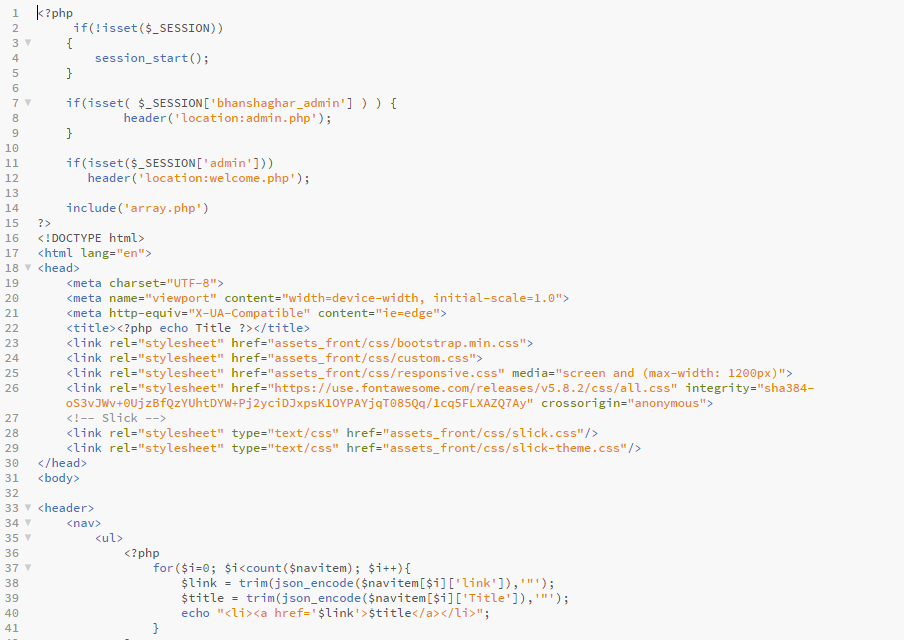 1 <?php
2 if(!isset($_SESSION))
3 {
4 session_start();
5 }
6
7 if(isset( $_SESSION['bhanshaghar_admin'] ) ) {
8 header('location:admin.php');
9 }
10
11 if(isset($_SESSION['admin']))
12 header('location:welcome.php');
13
14 include('array.php')
15 ?>
16 <!DOCTYPE html>
17 <html lang="en">
18 <head>
19 <meta charset="UTF-8">
20 <meta name="viewport" content="width=device-width, initial-scale=1.0">
21 <meta http-equiv="X-UA-Compatible" content="ie=edge">
22 <title><?php echo Title ?></title>
23 <link rel="stylesheet" href="assets_front/css/bootstrap.min.css">
24 <link rel="stylesheet" href="assets_front/css/custom.css">
25 <link rel="stylesheet" href="assets_front/css/responsive.css" media="screen and (max-width: 1200px)">
26 <link rel="stylesheet" href="https://use.fontawesome.com/releases/v5.8.2/css/all.css" integrity="sha384-
oS3vJWv+0UjzBfQzYUhtDYW+Pj2yciDJxpsK1OYPAYjqT085Qq/1cq5FLXAZQ7Ay" crossorigin="anonymous">
27 <!-- Slick -->
28 <link rel="stylesheet" type="text/css" href="assets_front/css/slick.css"/>
29 <link rel="stylesheet" type="text/css" href="assets_front/css/slick-theme.css"/>
30 </head>
31 <body>
32
33 <header>
34 <nav>
35 <ul>
36 <?php
37 for($i=0; $i<count($navitem); $i++){
38 $link = trim(json_encode($navitem[$i]['link']),'"');
39 $title = trim(json_encode($navitem[$i]['Title']),'"');
40 echo "<li><a href='$link'>$title</a></li>";
41 }